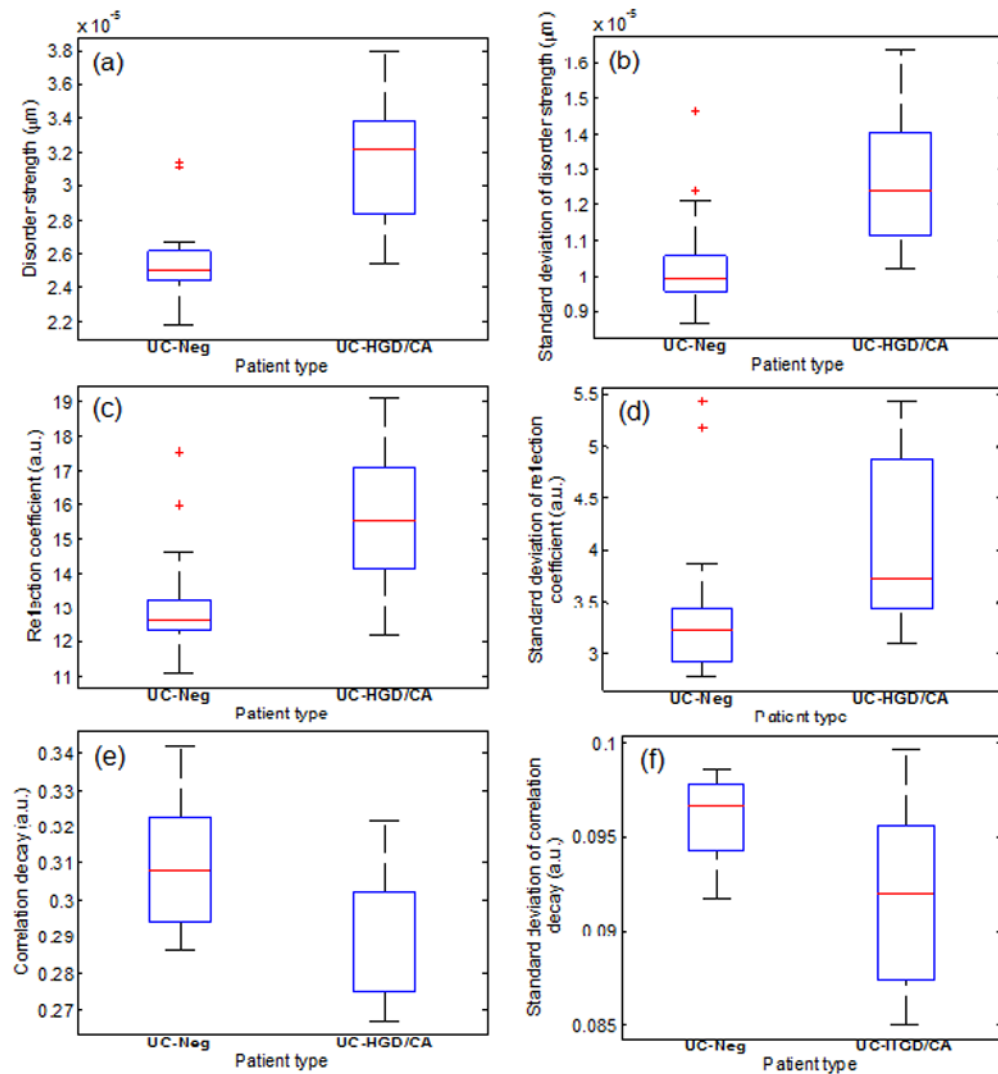 x 10⁻⁵
(a)
3.8
3.6
3.4
3.2
3
2.8
2.6
2.4
2.2
Disorder strength (μm)
UC-Neg UC-HGD/CA
Patient type
x 10⁻⁵
(b)
1.6
1.5
1.4
1.3
1.2
1.1
1
0.9
Standard deviation of disorder strength (μm)
UC-Neg UC-HGD/CA
Patient type
(c)
19
18
17
16
15
14
13
12
11
Reflection coefficient (a.u.)
UC-Neg UC-HGD/CA
Patient type
(d)
5.5
5
4.5
4
3.5
3
Standard deviation of reflection
coefficient (a.u.)
UC-Neg UC-HGD/CA
Patient type
(e)
0.34
0.33
0.32
0.31
0.3
0.29
0.28
0.27
Correlation decay (a.u.)
UC-Neg UC-HGD/CA
Patient type
(f)
0.1
0.095
0.09
0.085
Standard deviation of correlation
decay (a.u.)
UC-Neg UC-HGD/CA
Patient type